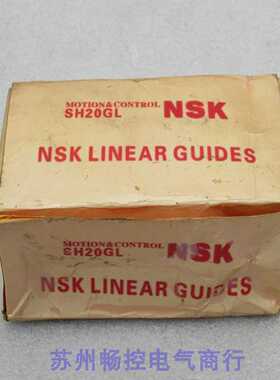 MOTION&CONTROL NSK
SH20GL
NSK LINEAR GUIDES
MOTION&CONTROL NSK
SH20GL
NSK LINEAR GUIDES
苏州畅控电气商行